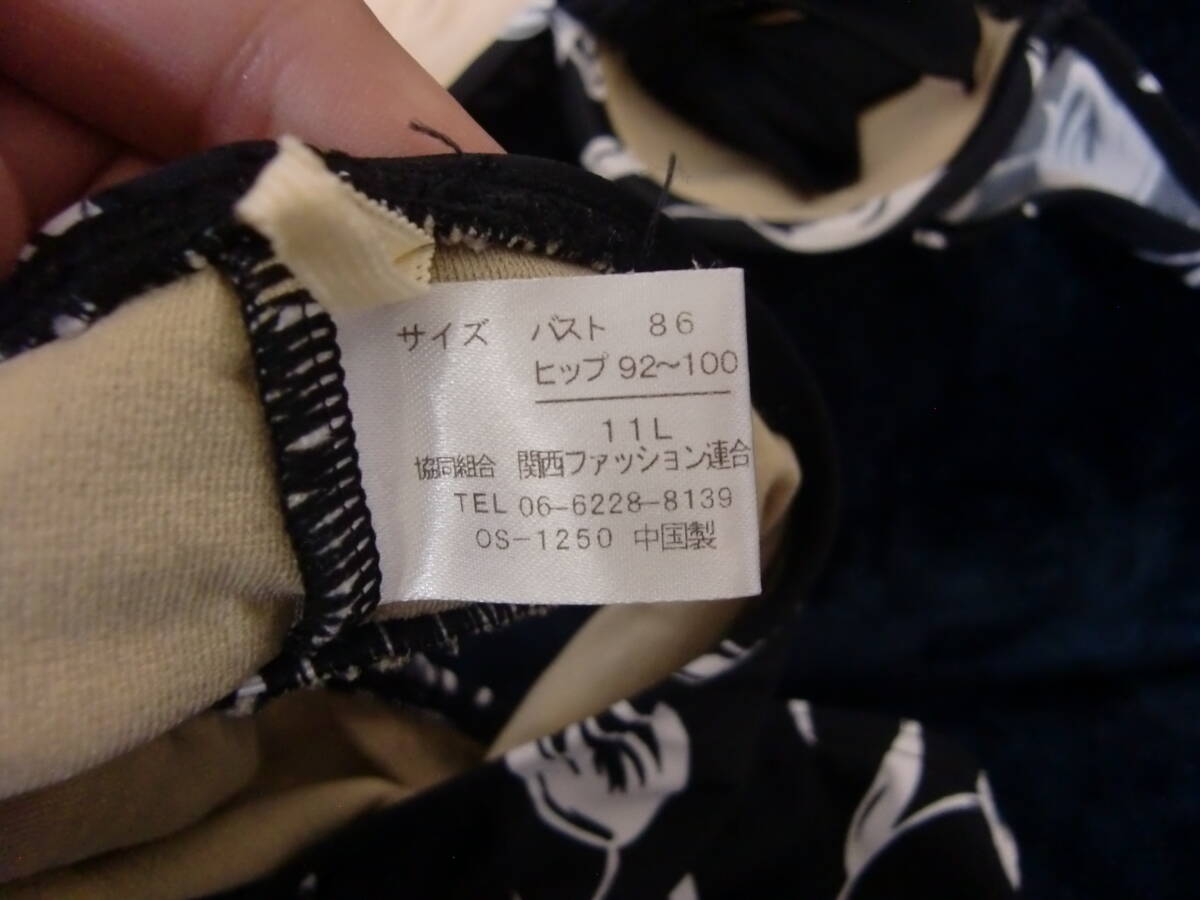 サイズ バスト 86
ヒップ 92~100
11L
協同組合 関西ファッション連合
TEL 06-6228-8139
OS-1250 中国製